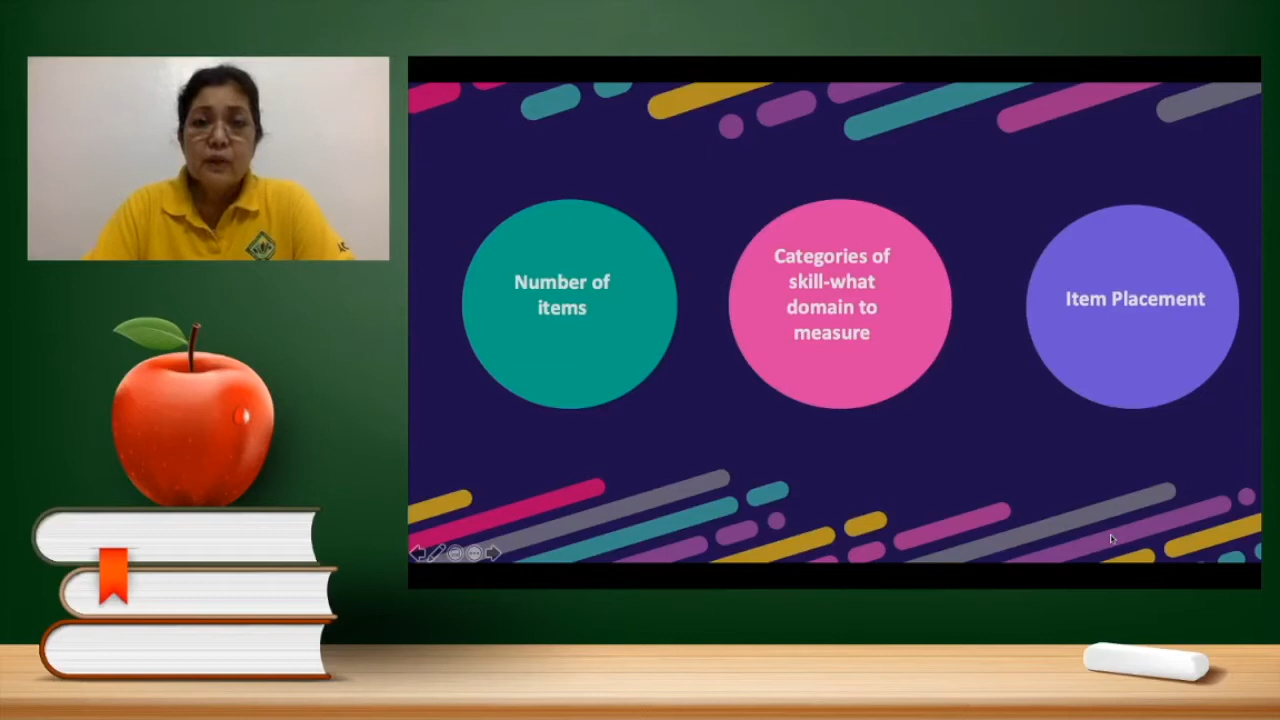 Number of
items
Categories of
skill-what
domain to
measure
Item Placement